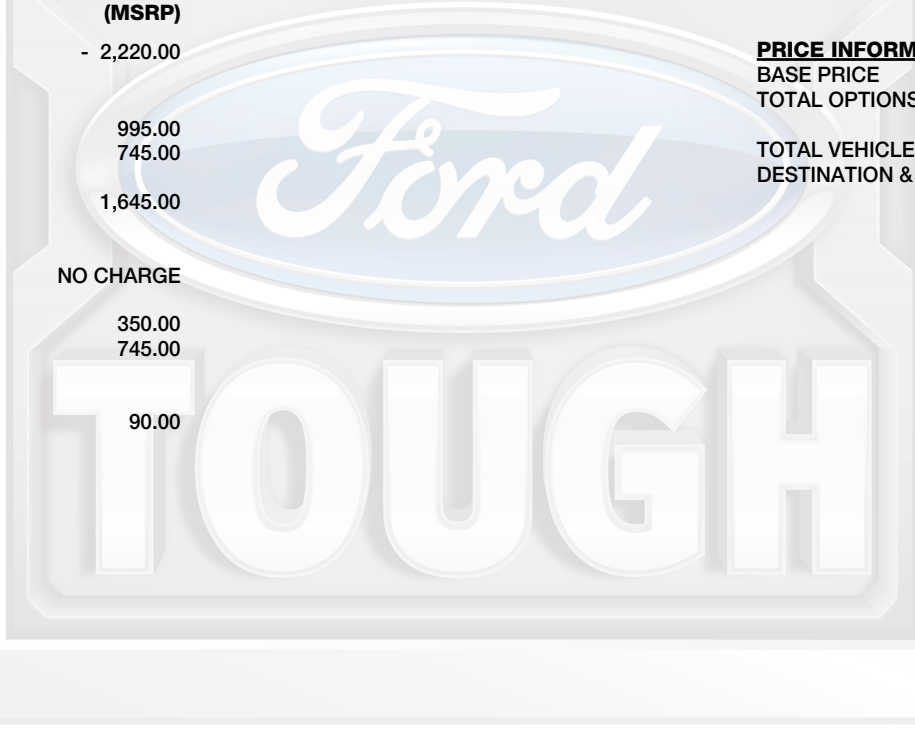 (MSRP)
- 2,220.00
995.00
745.00
1,645.00
NO CHARGE
350.00
745.00
90.00
PRICE INFORM
BASE PRICE
TOTAL OPTIONS
TOTAL VEHICLE
DESTINATION &
Ford
TOUGH